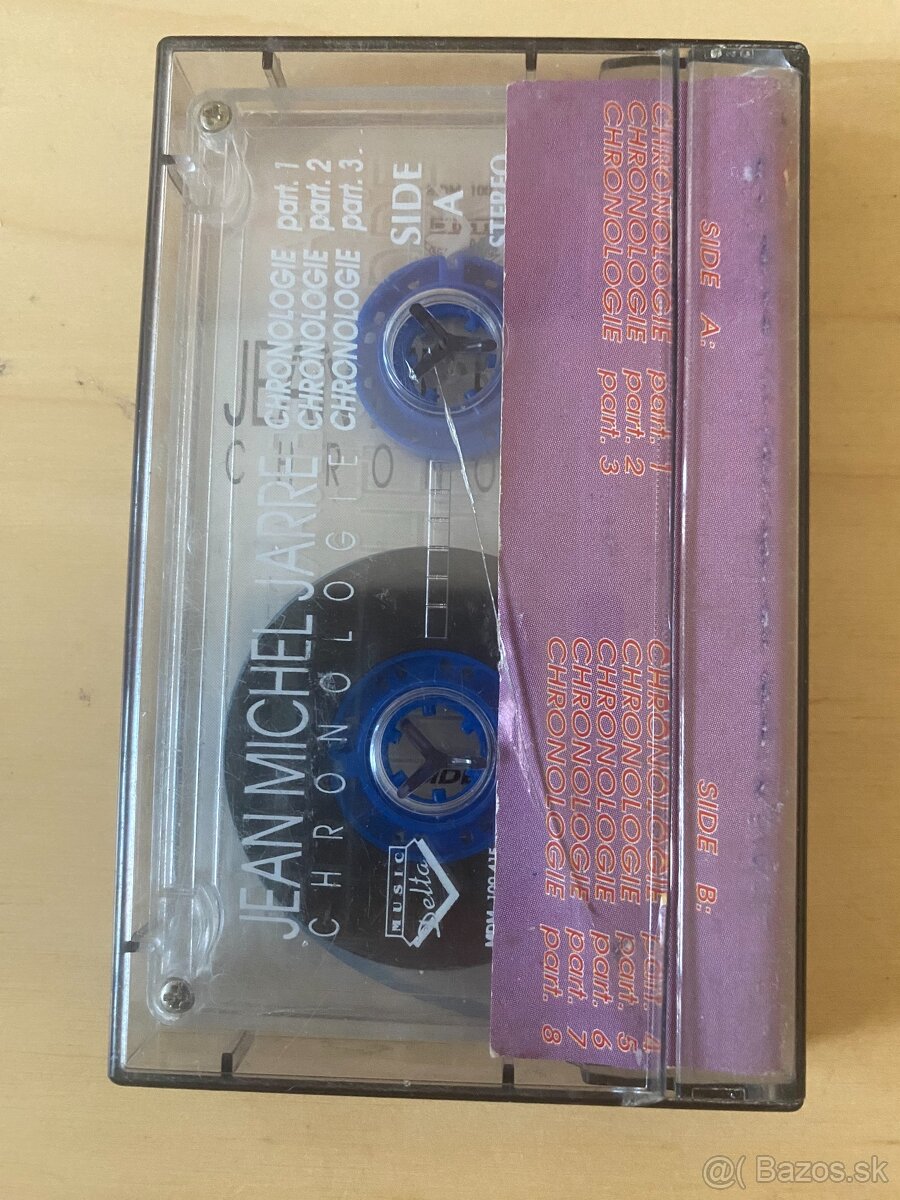 JEAN MICHEL JARRE
CHRONOLOGIE
CHRONOLOGIE part. 1
CHRONOLOGIE part. 2
CHRONOLOGIE part. 3.
SIDE
A
STEREO
MUSIC
Delta
SIDE A:
CHRONOLOGIE part. 1
CHRONOLOGIE part. 2
CHRONOLOGIE part. 3
SIDE B:
CHRONOLOGIE part. 4
CHRONOLOGIE part. 5
CHRONOLOGIE part. 6
CHRONOLOGIE part. 7
CHRONOLOGIE part. 8
@( Bazos.sk